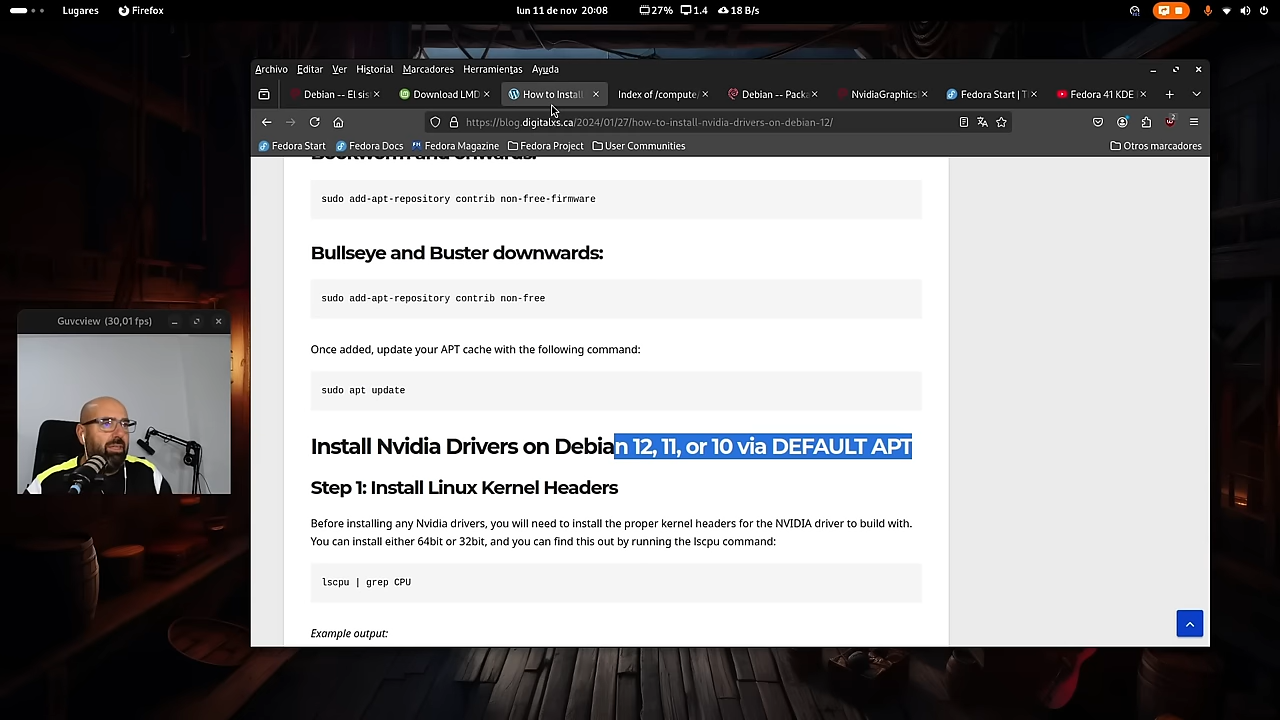 Lugares
Firefox
lun 11 de nov 20:08
27%
1.4
18 B/s
Archivo Editar Ver Historial Marcadores Herramientas Ayuda
Debian -- El sis
Download LMD
How to Install
Index of /compute/
Debian -- Packa
NvidiaGraphics
Fedora Start | T
Fedora 41 KDE
https://blog.digitalxs.ca/2024/01/27/how-to-install-nvidia-drivers-on-debian-12/
2
Fedora Start Fedora Docs Fedora Magazine Fedora Project User Communities
Otros marcadores
Bookworm and onwards:
sudo add-apt-repository contrib non-free-firmware
Bullseye and Buster downwards:
sudo add-apt-repository contrib non-free
Once added, update your APT cache with the following command:
sudo apt update
Install Nvidia Drivers on Debian 12, 11, or 10 via DEFAULT APT
Step 1: Install Linux Kernel Headers
Before installing any Nvidia drivers, you will need to install the proper kernel headers for the NVIDIA driver to build with.
You can install either 64bit or 32bit, and you can find this out by running the lscpu command:
lscpu | grep CPU
Example output:
Guvcview (30,01 fps)